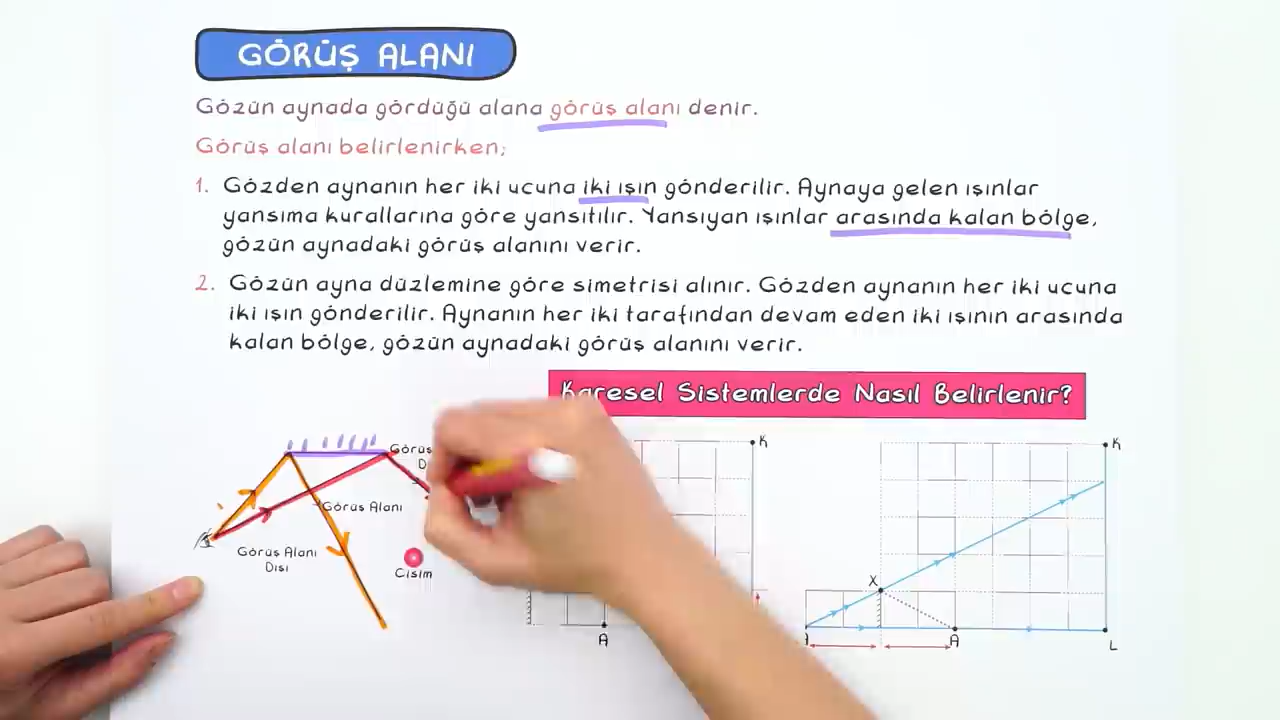 GÖRÜŞ ALANI
Gözün aynada gördüğü alana görüş alanı denir.
Görüş alanı belirlenirken;
1. Gözden aynanın her iki ucuna iki ışın gönderilir. Aynaya gelen ışınlar
yansıma kurallarına göre yansıtılır. Yansıyan ışınlar arasında kalan bölge,
gözün aynadaki görüş alanını verir.
2. Gözün ayna düzlemine göre simetrisi alınır. Gözden aynanın her iki ucuna
iki ışın gönderilir. Aynanın her iki tarafından devam eden iki ışının arasında
kalan bölge, gözün aynadaki görüş alanını verir.
Karesel Sistemlerde Nasıl Belirlenir?
Görüş
Görüş Alanı
Görüş Alanı
Dısı
Cisim
K
A
K
X
A
L